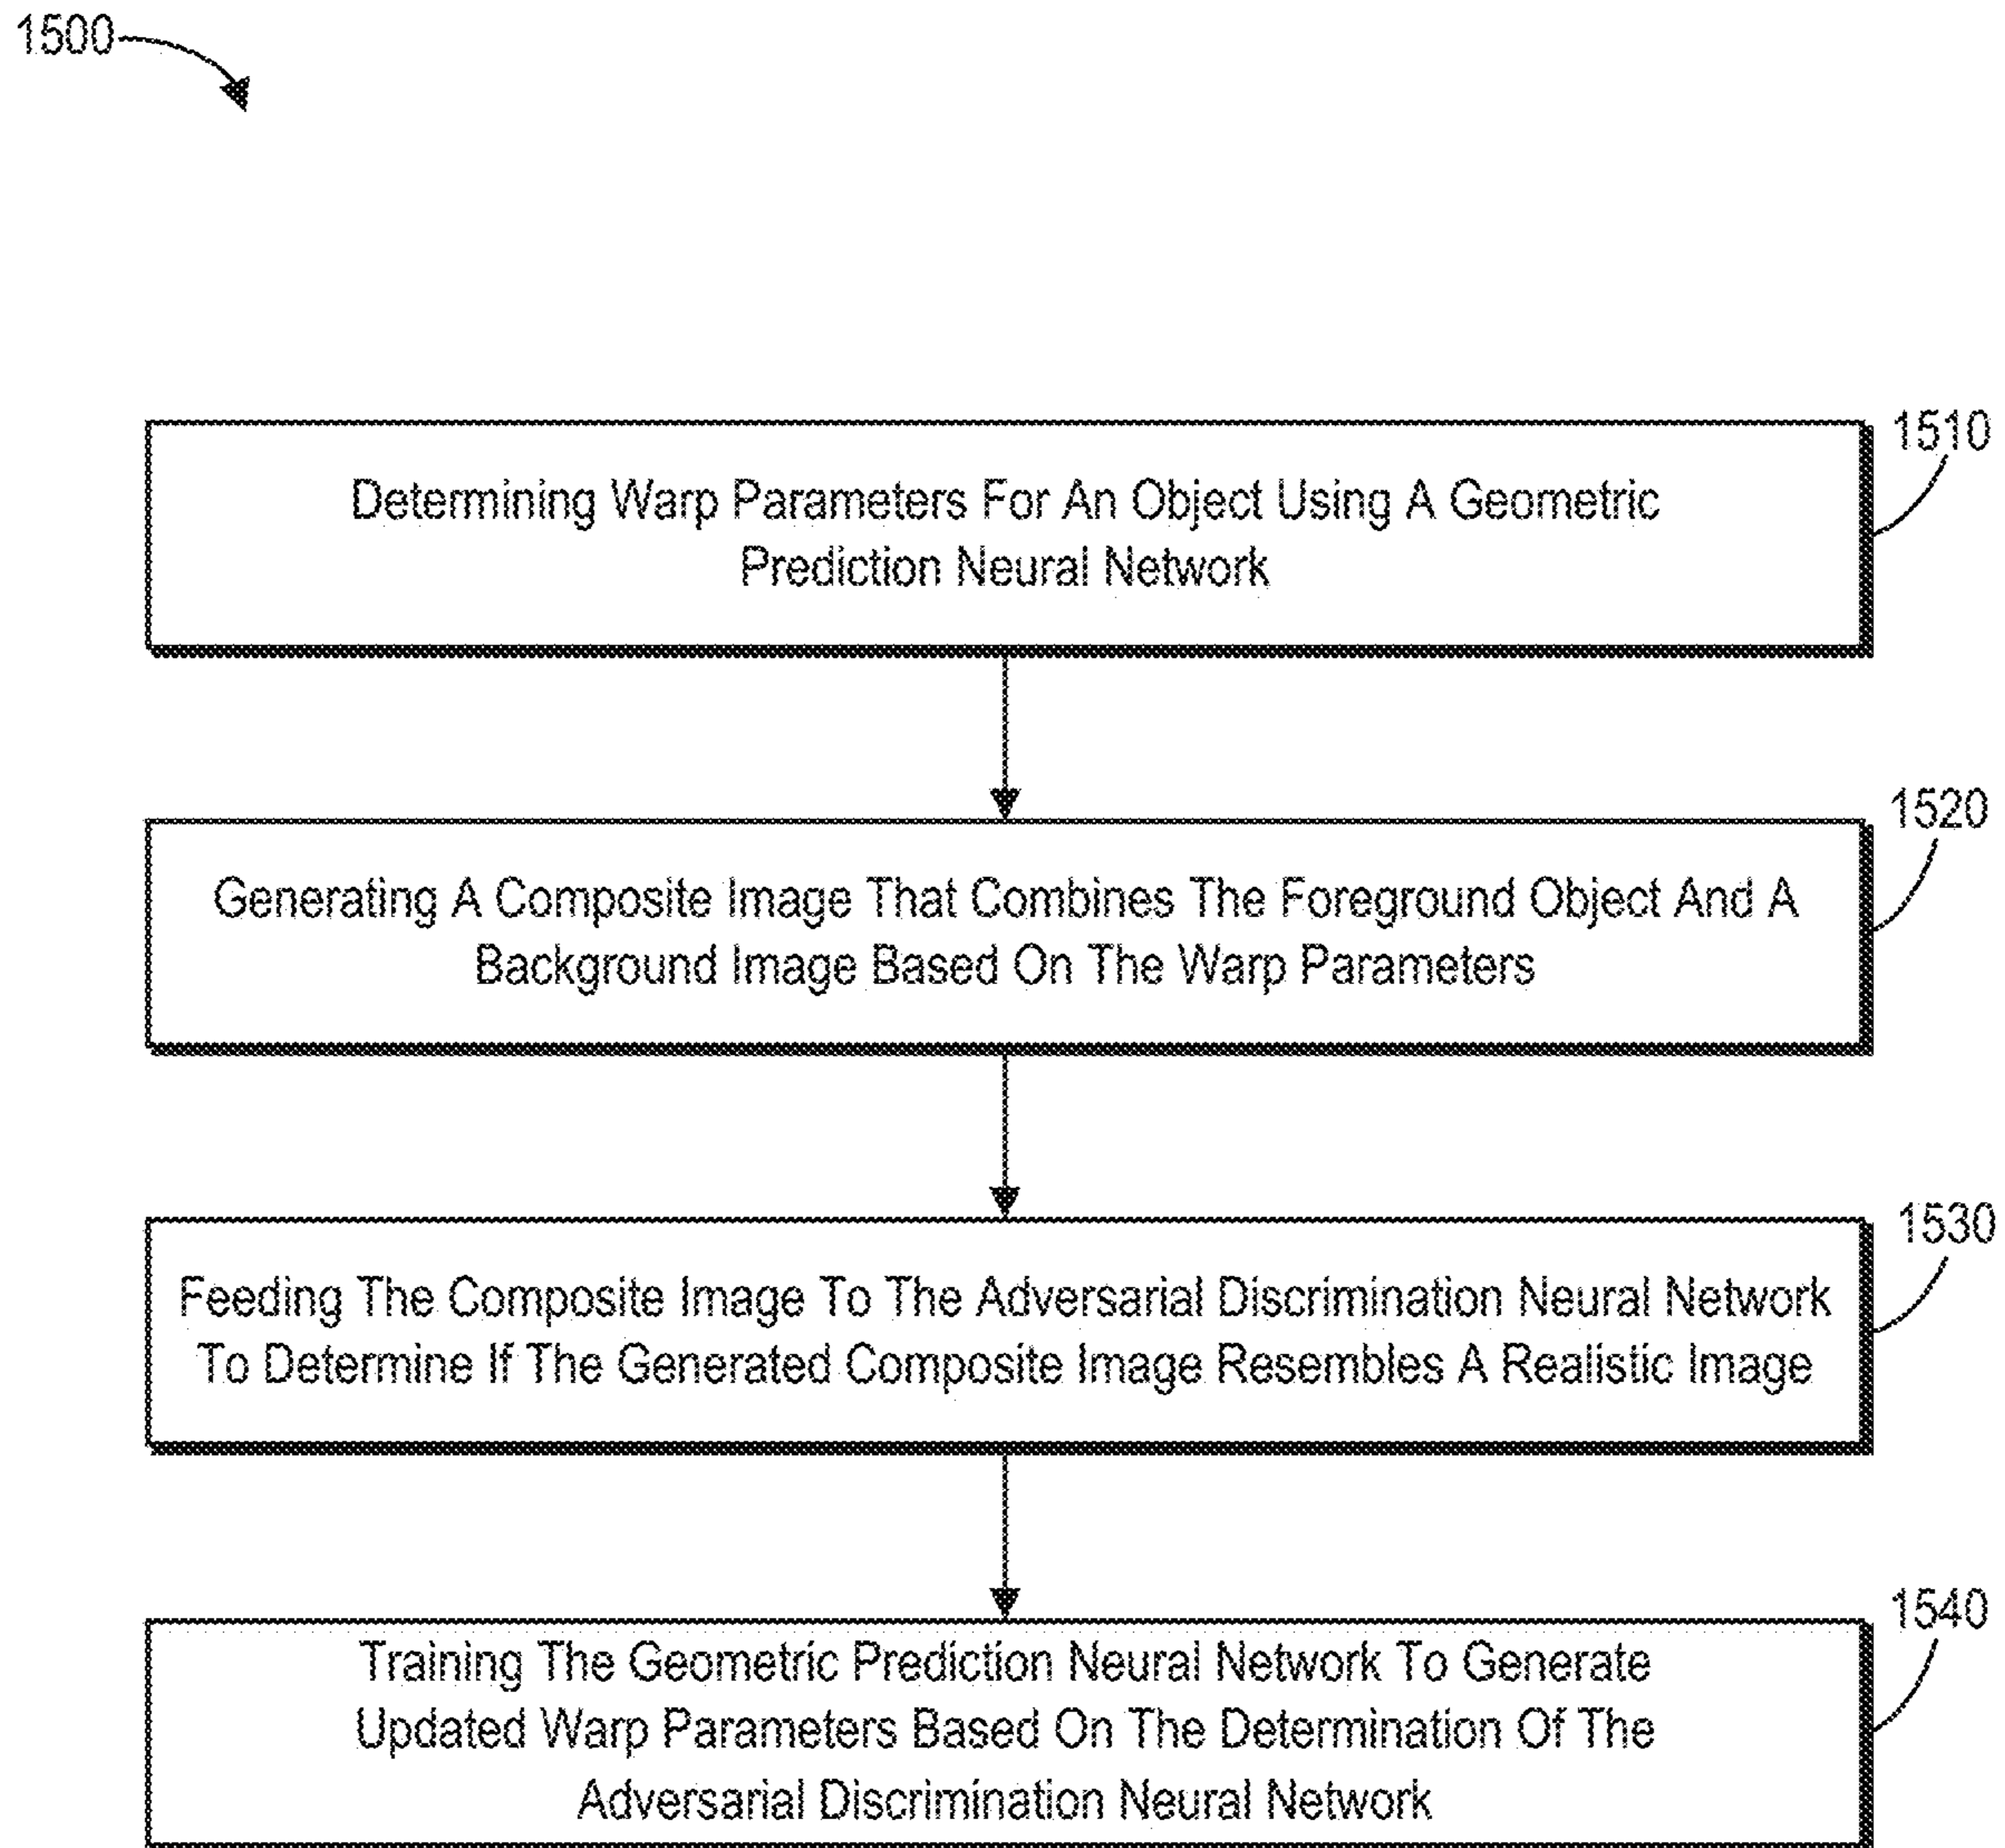 1500
1510
Determining Warp Parameters For An Object Using A Geometric
Prediction Neural Network
1520
Generating A Composite Image That Combines The Foreground Object And A
Background Image Based On The Warp Parameters
1530
Feeding The Composite Image To The Adversarial Discrimination Neural Network
To Determine If The Generated Composite Image Resembles A Realistic Image
1540
Training The Geometric Prediction Neural Network To Generate
Updated Warp Parameters Based On The Determination Of The
Adversarial Discrimination Neural Network